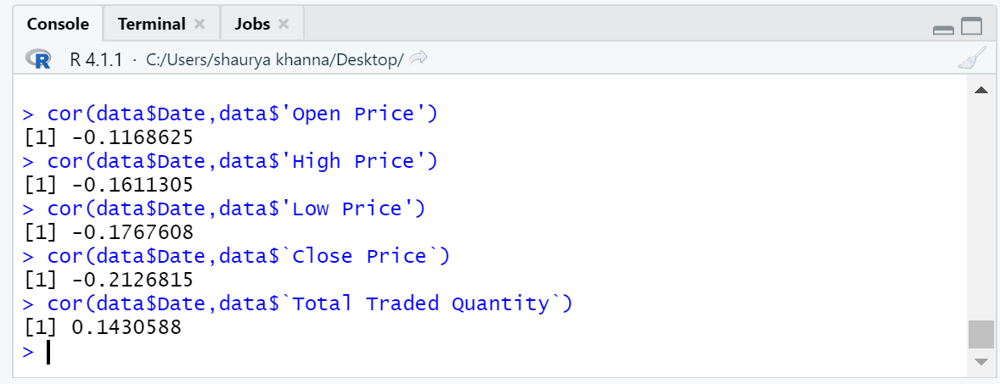 Console Terminal × Jobs ×
R R 4.1.1 · C:/Users/shaurya khanna/Desktop/
> cor(data$Date,data$'Open Price')
[1] -0.1168625
> cor(data$Date,data$'High Price')
[1] -0.1611305
> cor(data$Date,data$'Low Price')
[1] -0.1767608
> cor(data$Date,data$`Close Price`)
[1] -0.2126815
> cor(data$Date,data$`Total Traded Quantity`)
[1] 0.1430588
>